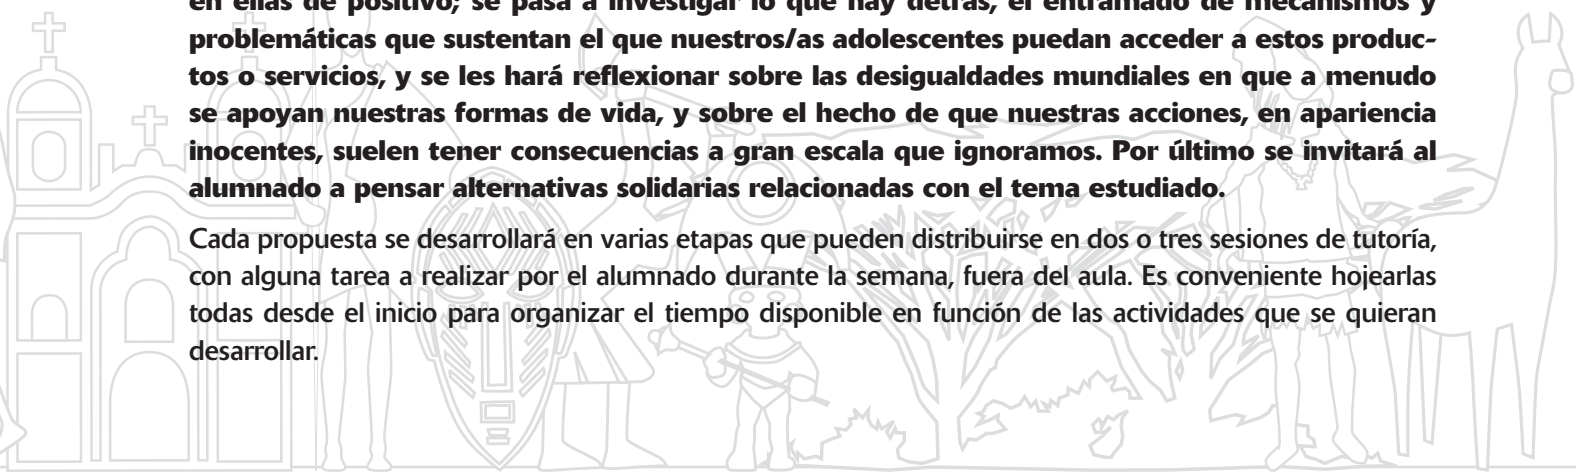 en ellas de positivo; se pasa a investigar lo que hay detrás, el entramado de mecanismos y
problemáticas que sustentan el que nuestros/as adolescentes puedan acceder a estos produc-
tos o servicios, y se les hará reflexionar sobre las desigualdades mundiales en que a menudo
se apoyan nuestras formas de vida, y sobre el hecho de que nuestras acciones, en apariencia
inocentes, suelen tener consecuencias a gran escala que ignoramos. Por último se invitará al
alumnado a pensar alternativas solidarias relacionadas con el tema estudiado.
Cada propuesta se desarrollará en varias etapas que pueden distribuirse en dos o tres sesiones de tutoría,
con alguna tarea a realizar por el alumnado durante la semana, fuera del aula. Es conveniente hojearlas
todas desde el inicio para organizar el tiempo disponible en función de las actividades que se quieran
desarrollar.